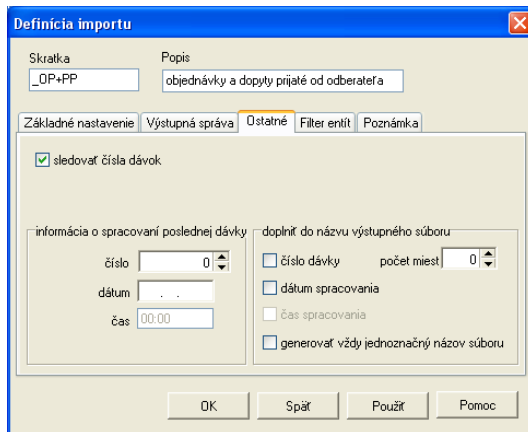 Definícia importu
Skratka Popis
_OP+PP objednávky a dopyty prijaté od odberateľa
Základné nastavenie Výstupná správa Ostatné Filter entít Poznámka
sledovať čísla dávok
informácia o spracovaní poslednej dávky doplniť do názvu výstupného súboru
číslo 0 číslo dávky počet miest 0
dátum . . dátum spracovania
čas 00:00 čas spracovania
generovať vždy jednoznačný názov súboru
OK Späť Použiť Pomoc